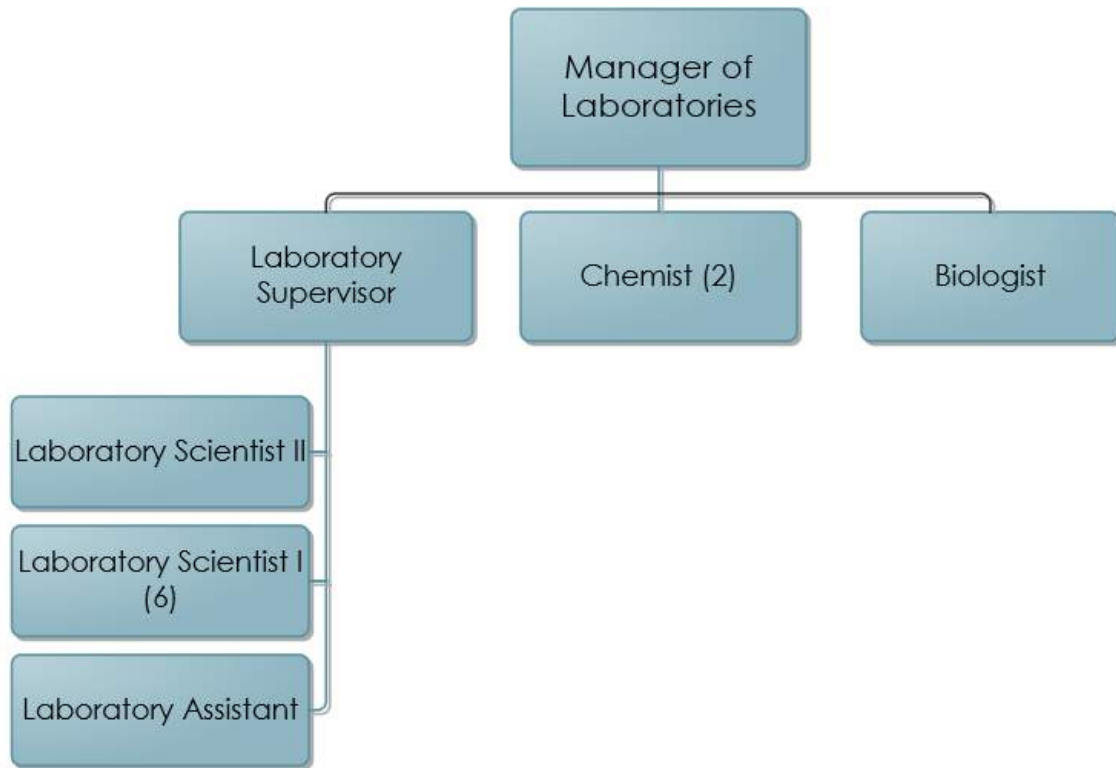 Manager of
Laboratories
Laboratory
Supervisor
Chemist (2)
Biologist
Laboratory Scientist II
Laboratory Scientist I
(6)
Laboratory Assistant